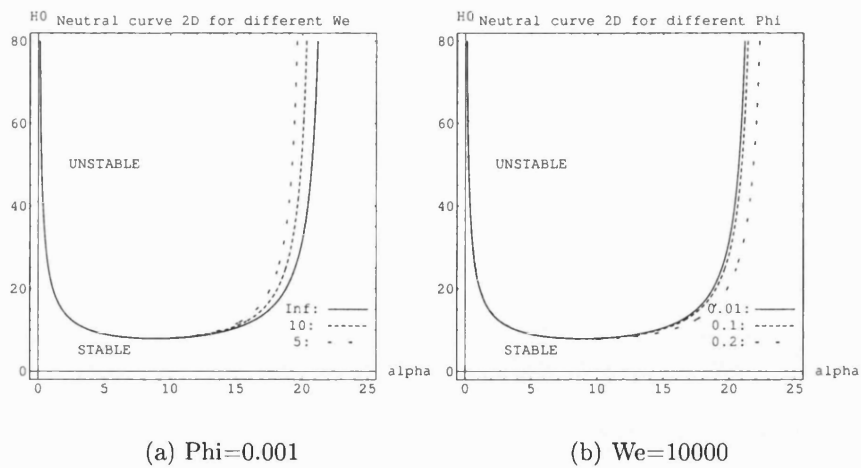 H0 Neutral curve 2D for different We
80
60
40
20
0
UNSTABLE
STABLE
Inf:
10:
5:
0 5 10 15 20 25
alpha
(a) Phi=0.001
H0 Neutral curve 2D for different Phi
80
60
40
20
0
UNSTABLE
STABLE
0.01:
0.1:
0.2:
0 5 10 15 20 25
alpha
(b) We=10000